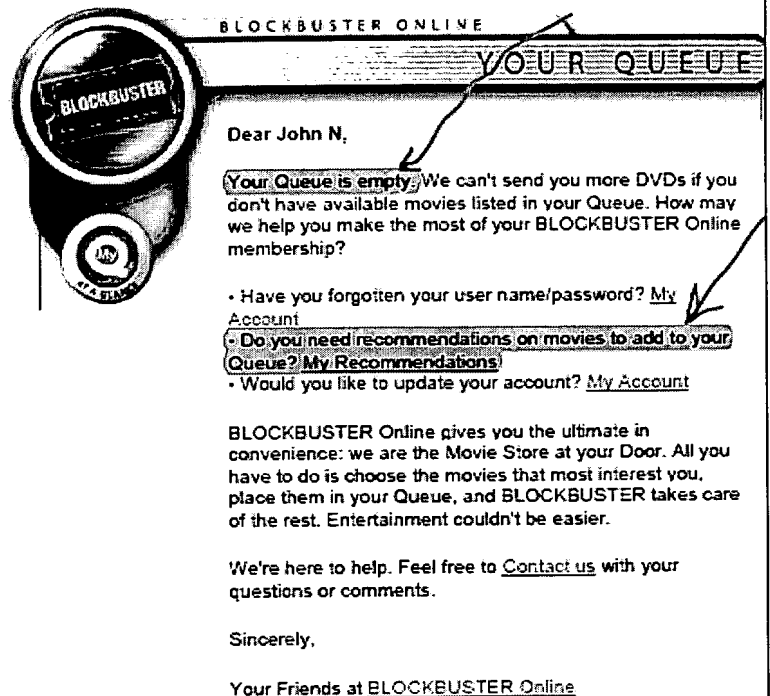 BLOCKBUSTER ONLINE
YOUR QUEUE
BLOCKBUSTER
My
AT A GLANCE
Dear John N,
Your Queue is empty. We can't send you more DVDs if you
don't have available movies listed in your Queue. How may
we help you make the most of your BLOCKBUSTER Online
membership?
• Have you forgotten your user name/password? My
Account
• Do you need recommendations on movies to add to your
Queue? My Recommendations
• Would you like to update your account? My Account
BLOCKBUSTER Online gives you the ultimate in
convenience: we are the Movie Store at your Door. All you
have to do is choose the movies that most interest you,
place them in your Queue, and BLOCKBUSTER takes care
of the rest. Entertainment couldn't be easier.
We're here to help. Feel free to Contact us with your
questions or comments.
Sincerely,
Your Friends at BLOCKBUSTER Online